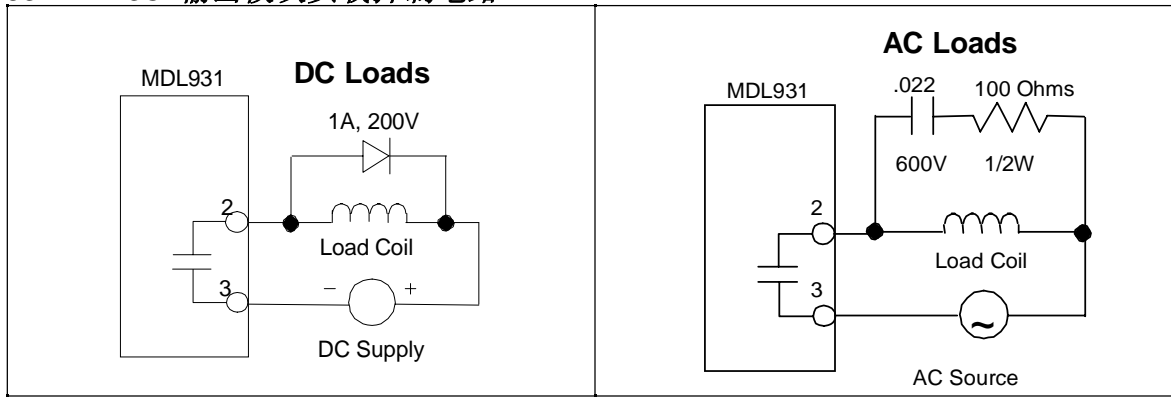 DC Loads
MDL931
1A, 200V
2
Load Coil
3
− +
DC Supply
AC Loads
MDL931
.022 100 Ohms
600V 1/2W
2
Load Coil
3
~
AC Source